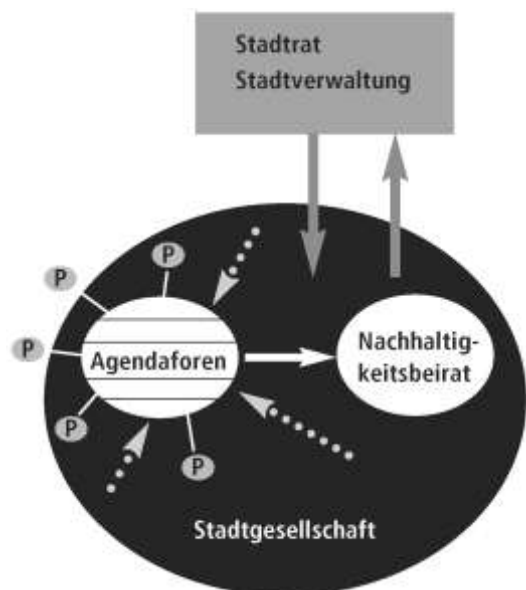 Stadtrat
Stadtverwaltung
P
P
P
Agendaforen
Nachhaltig-
keitsbeirat
P
P
Stadtgesellschaft